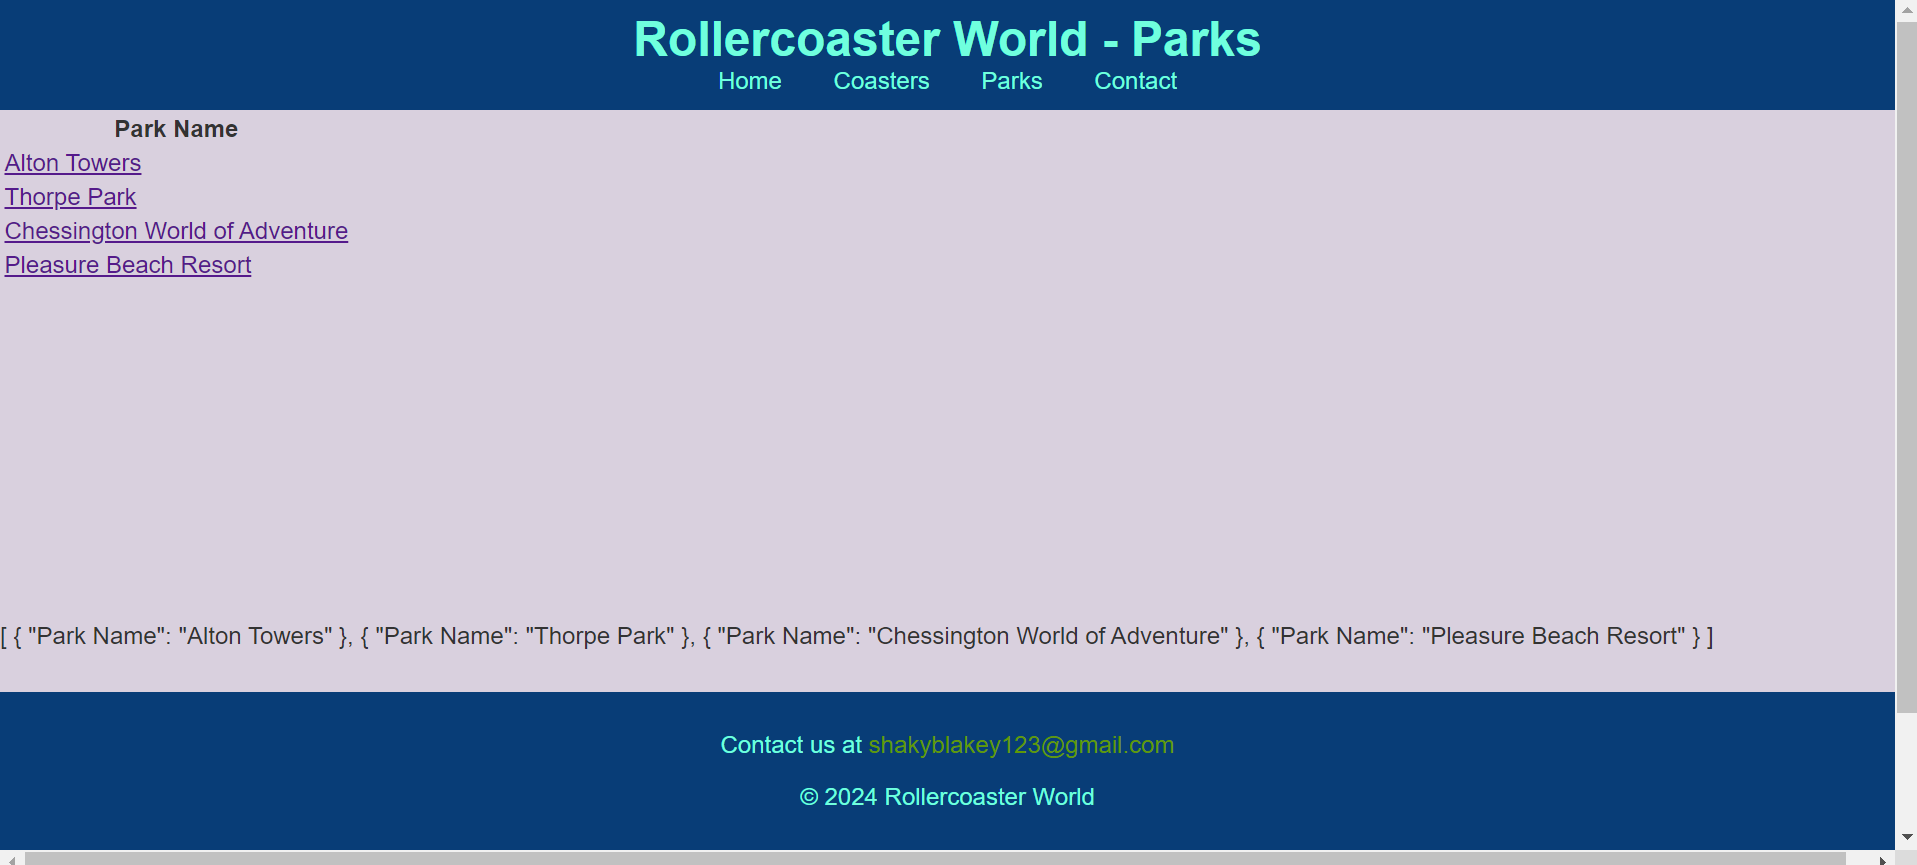 Rollercoaster World - Parks
Home Coasters Parks Contact
Park Name
Alton Towers
Thorpe Park
Chessington World of Adventure
Pleasure Beach Resort
[ { "Park Name": "Alton Towers" }, { "Park Name": "Thorpe Park" }, { "Park Name": "Chessington World of Adventure" }, { "Park Name": "Pleasure Beach Resort" } ]
Contact us at shakyblakey123@gmail.com
© 2024 Rollercoaster World